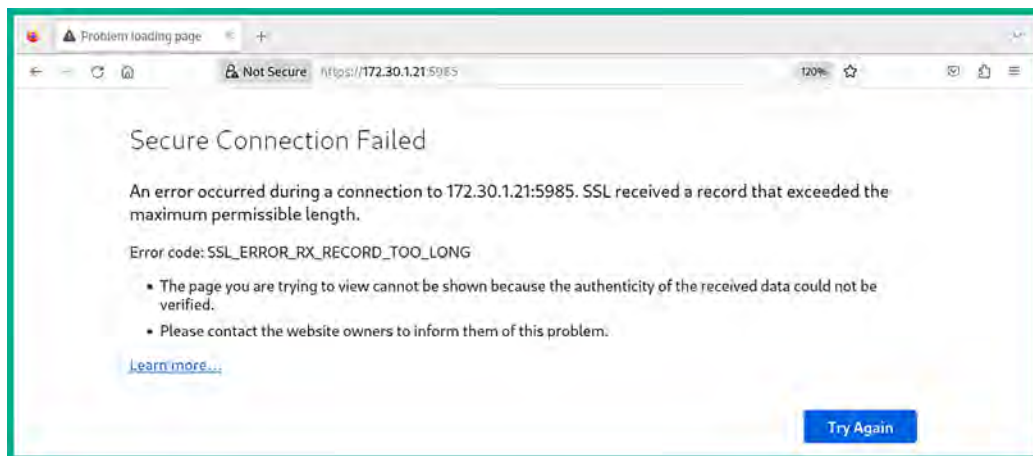 Problem loading page
Not Secure https://172.30.1.21:5985 120%
Secure Connection Failed
An error occurred during a connection to 172.30.1.21:5985. SSL received a record that exceeded the
maximum permissible length.
Error code: SSL_ERROR_RX_RECORD_TOO_LONG
• The page you are trying to view cannot be shown because the authenticity of the received data could not be
verified.
• Please contact the website owners to inform them of this problem.
Learn more...
Try Again